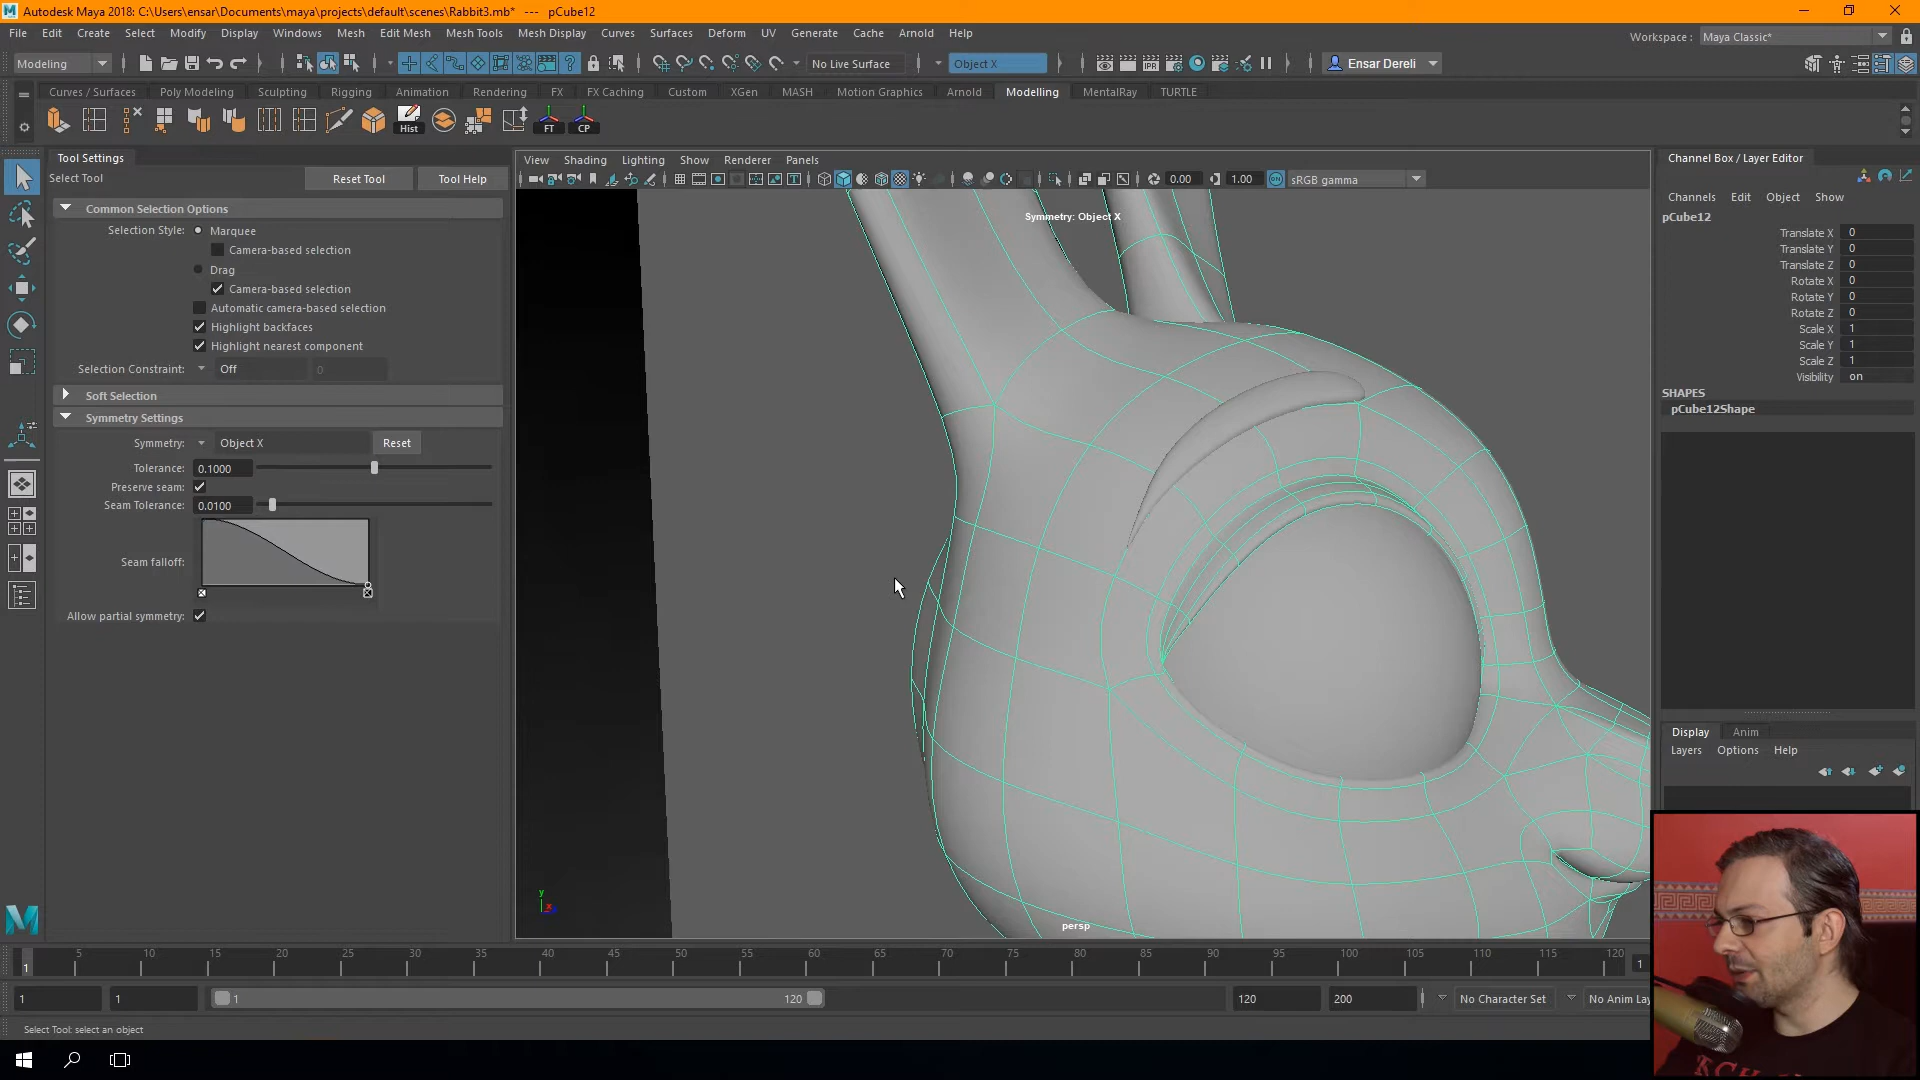 Autodesk Maya 2018: C:\Users\ensar\Documents\maya\projects\default\scenes\Rabbit3.mb* --- pCube12
File Edit Create Select Modify Display Windows Mesh Edit Mesh Mesh Tools Mesh Display Curves Surfaces Deform UV Generate Cache Arnold Help
Workspace : Maya Classic*
Modeling
No Live Surface
Object X
IPR
Ensar Dereli
Curves / Surfaces Poly Modeling Sculpting Rigging Animation Rendering FX FX Caching Custom XGen MASH Motion Graphics Arnold Modelling MentalRay TURTLE
Hist FT CP
Tool Settings
Select Tool Reset Tool Tool Help
Common Selection Options
Selection Style: Marquee
Camera-based selection
Drag
Camera-based selection
Automatic camera-based selection
Highlight backfaces
Highlight nearest component
Selection Constraint: Off 0
Soft Selection
Symmetry Settings
Symmetry: Object X Reset
Tolerance: 0.1000
Preserve seam:
Seam Tolerance: 0.0100
Seam falloff:
Allow partial symmetry:
View Shading Lighting Show Renderer Panels
0.00 1.00 ON sRGB gamma
Symmetry: Object X
y
x
persp
Channel Box / Layer Editor
Channels Edit Object Show
pCube12
Translate X 0
Translate Y 0
Translate Z 0
Rotate X 0
Rotate Y 0
Rotate Z 0
Scale X 1
Scale Y 1
Scale Z 1
Visibility on
SHAPES
pCube12Shape
Display Anim
Layers Options Help
1 5 10 15 20 25 30 35 40 45 50 55 60 65 70 75 80 85 90 95 100 105 110 115 120 1
1 1 1 120 120 200 No Character Set No Anim Lay
Select Tool: select an object